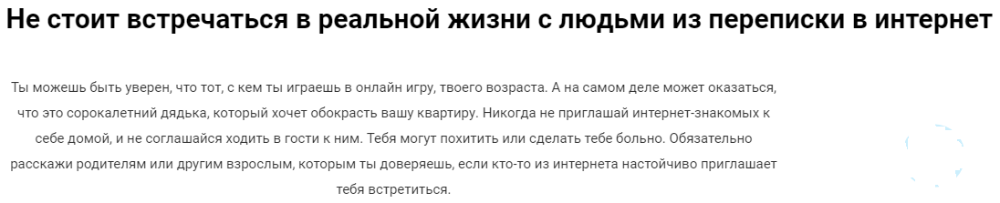 Не стоит встречаться в реальной жизни с людьми из переписки в интернет
Ты можешь быть уверен, что тот, с кем ты играешь в онлайн игру, твоего возраста. А на самом деле может оказаться,
что это сорокалетний дядька, который хочет обокрасть вашу квартиру. Никогда не приглашай интернет-знакомых к
себе домой, и не соглашайся ходить в гости к ним. Тебя могут похитить или сделать тебе больно. Обязательно
расскажи родителям или другим взрослым, которым ты доверяешь, если кто-то из интернета настойчиво приглашает
тебя встретиться.